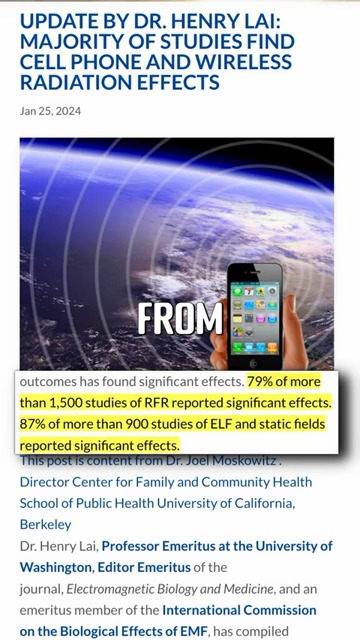 UPDATE BY DR. HENRY LAI:
MAJORITY OF STUDIES FIND
CELL PHONE AND WIRELESS
RADIATION EFFECTS
Jan 25, 2024
FROM
outcomes has found significant effects. 79% of more
than 1,500 studies of RFR reported significant effects.
87% of more than 900 studies of ELF and static fields
reported significant effects.
This post is content from Dr. Joel Moskowitz .
Director Center for Family and Community Health
School of Public Health University of California,
Berkeley
Dr. Henry Lai, Professor Emeritus at the University of
Washington, Editor Emeritus of the
journal, Electromagnetic Biology and Medicine, and an
emeritus member of the International Commission
on the Biological Effects of EMF, has compiled